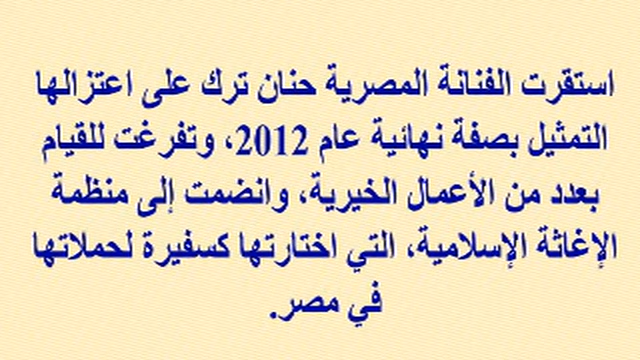 استقرت الفنانة المصرية حنان ترك على اعتزالها
التمثيل بصفة نهائية عام 2012، وتفرغت للقيام
بعدد من الأعمال الخيرية، وانضمت إلى منظمة
الإغاثة الإسلامية، التي اختارتها كسفيرة لحملاتها
في مصر.